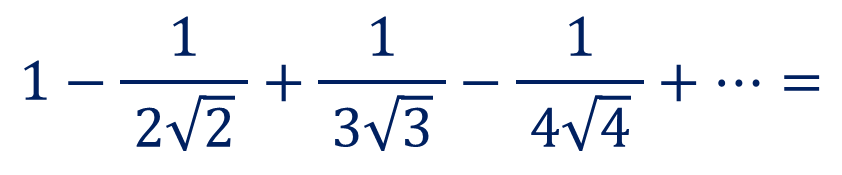 1 − 1/(2√2) + 1/(3√3) − 1/(4√4) + ⋯ =